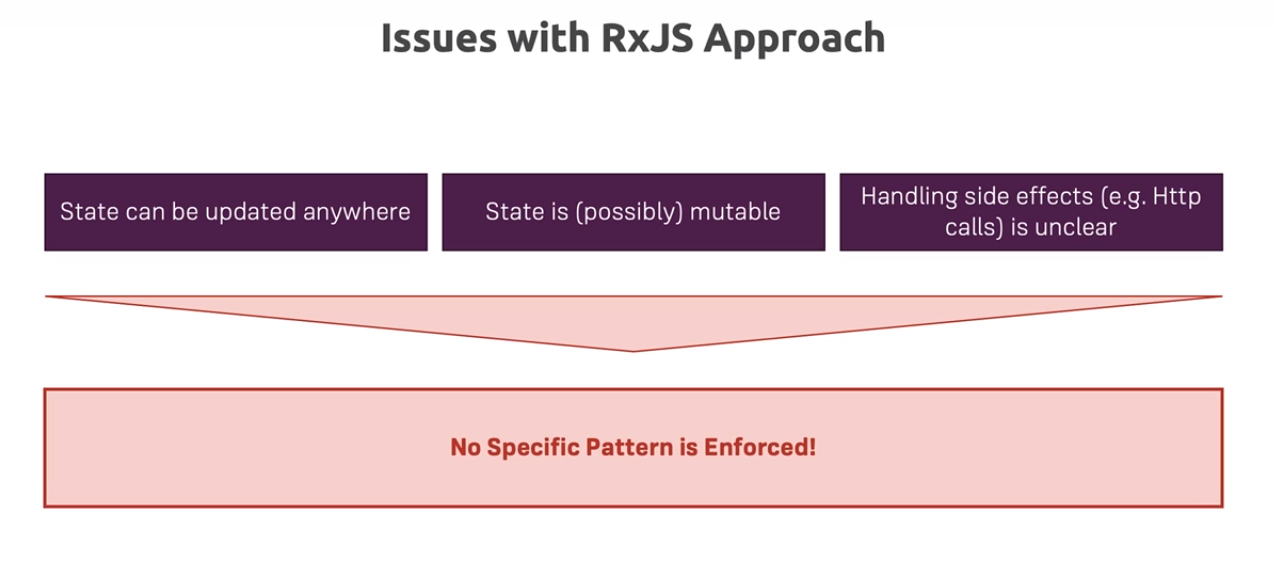 Issues with RxJS Approach
State can be updated anywhere
State is (possibly) mutable
Handling side effects (e.g. Http
calls) is unclear
No Specific Pattern is Enforced!